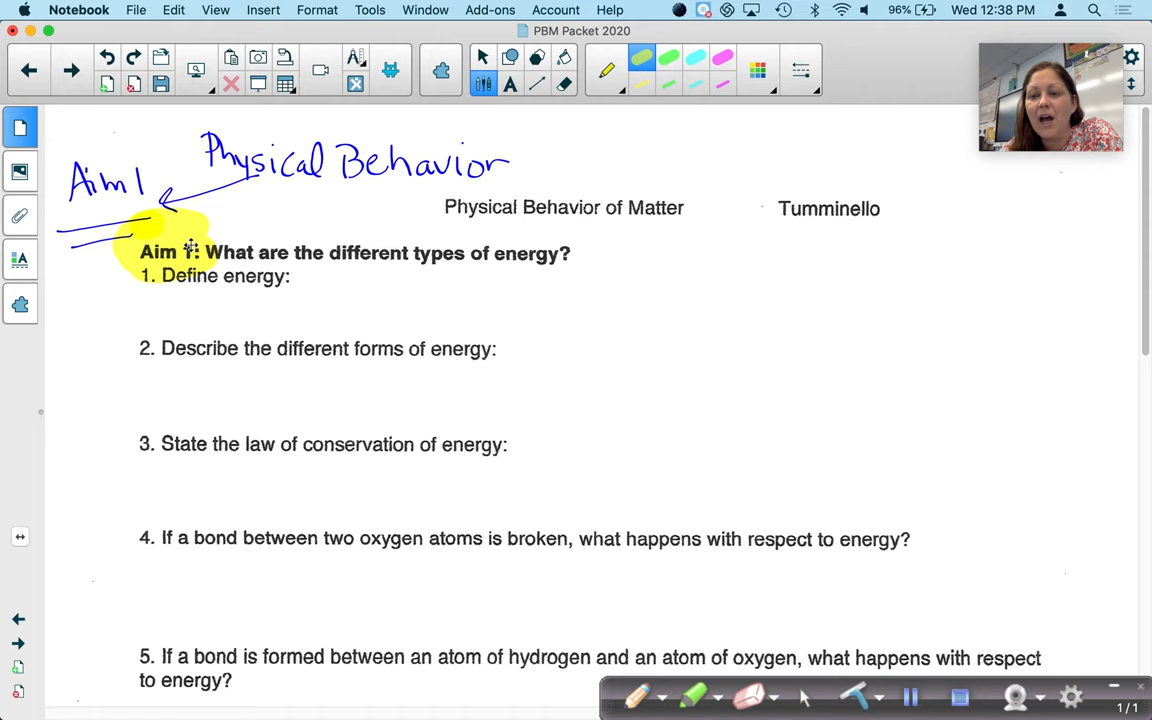 Notebook File Edit View Insert Format Tools Window Add-ons Account Help 96% Wed 12:38 PM
PBM Packet 2020
Physical Behavior
Aim 1
Physical Behavior of Matter Tumminello
Aim 1: What are the different types of energy?
1. Define energy:
2. Describe the different forms of energy:
3. State the law of conservation of energy:
4. If a bond between two oxygen atoms is broken, what happens with respect to energy?
5. If a bond is formed between an atom of hydrogen and an atom of oxygen, what happens with respect
to energy?
1/1